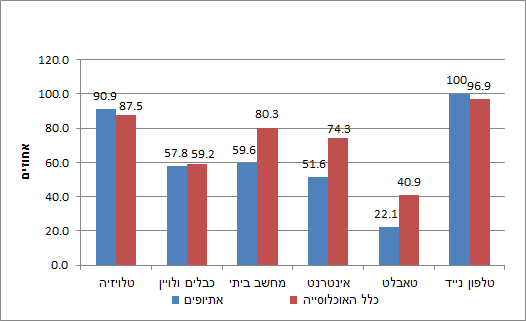 120.0
100.0
80.0
60.0
40.0
20.0
0.0
אחוזים
90.9 87.5
57.8 59.2
59.6 80.3
51.6 74.3
22.1 40.9
100 96.9
טלויזיה
כבלים ולויין
מחשב ביתי
אינטרנט
טאבלט
טלפון נייד
אתיופים
כלל האוכלוסייה